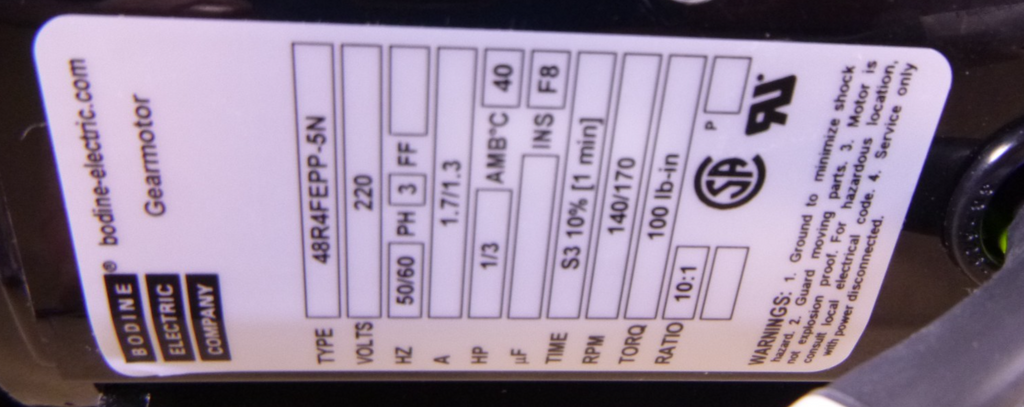 BODINE ® bodine-electric.com
ELECTRIC Gearmotor
COMPANY
TYPE 48R4FEPP-5N
VOLTS 220
HZ 50/60 PH 3 FF
A 1.7/1.3
HP 1/3 AMB°C 40
µF INS F8
TIME S3 10% [1 min]
RPM 140/170
TORQ 100 lb-in
RATIO 10:1 P
SA RU
WARNINGS: 1. Ground to minimize shock
hazard. 2. Guard moving parts. 3. Motor is
not explosion proof. For hazardous location,
consult local electrical code. 4. Service only
with power disconnected.